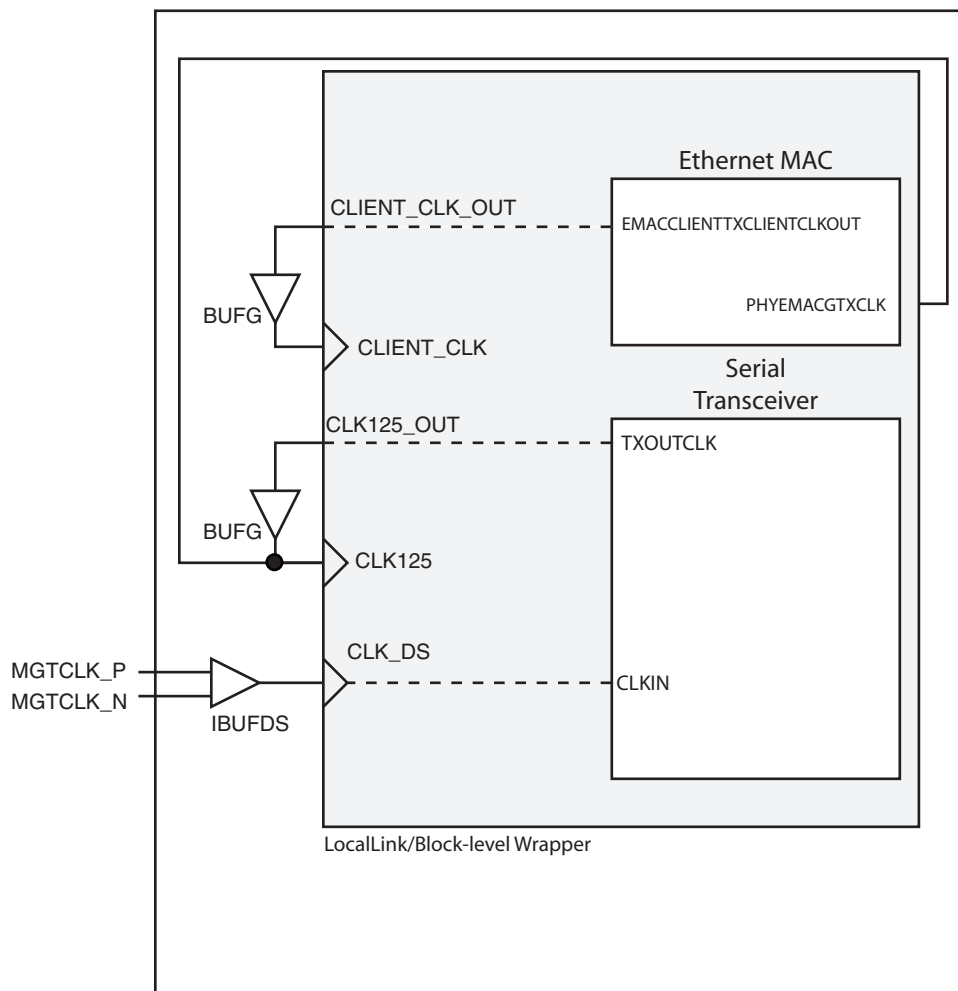 Ethernet MAC
CLIENT_CLK_OUT
EMACCLIENTTXCLIENTCLKOUT
PHYEMACGTXCLK
BUFG
CLIENT_CLK
Serial
Transceiver
CLK125_OUT
TXOUTCLK
BUFG
CLK125
CLK_DS
MGTCLK_P
CLKIN
MGTCLK_N
IBUFDS
LocalLink/Block-level Wrapper